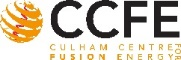 CCFE
CULHAM CENTRE FOR
FUSION ENERGY